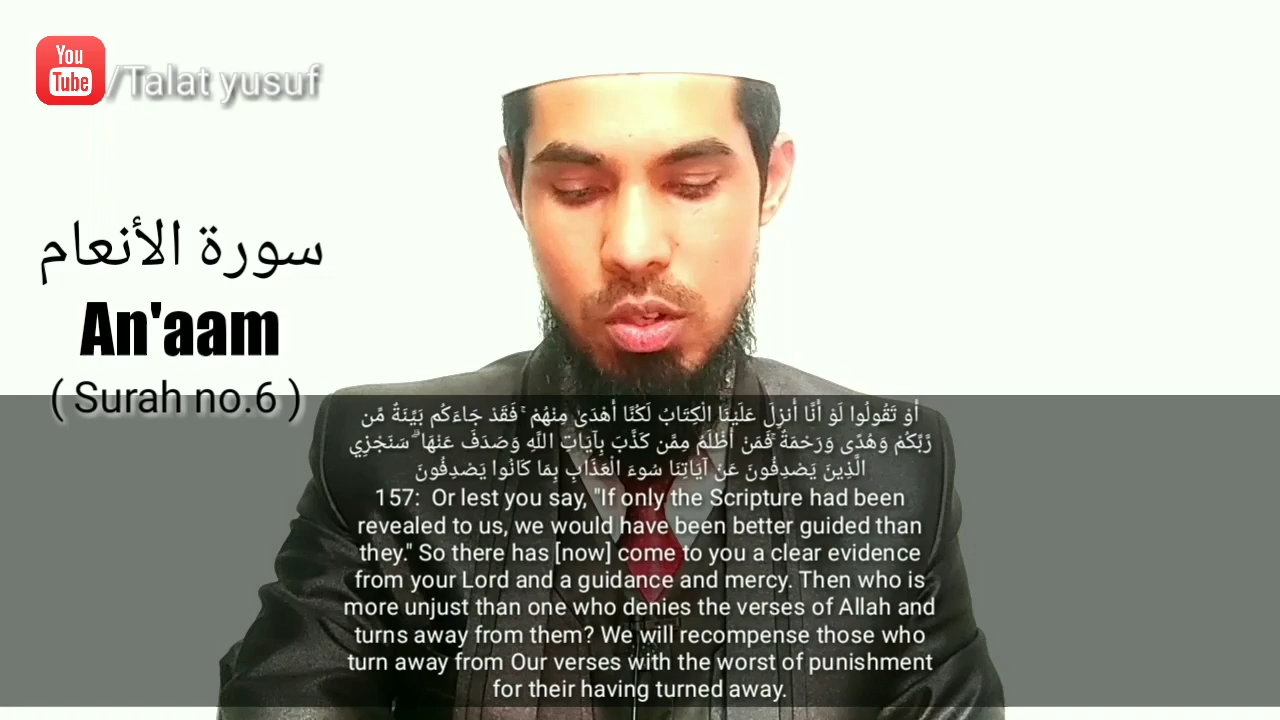 You
Tube
/Talat yusuf
سورة الأنعام
An'aam
( Surah no.6 )
أَوْ تَقُولُوا لَوْ أَنَّا أُنزِلَ عَلَيْنَا الْكِتَابُ لَكُنَّا أَهْدَىٰ مِنْهُمْ ۚ فَقَدْ جَاءَكُم بَيِّنَةٌ مِّن
رَّبِّكُمْ وَهُدًى وَرَحْمَةٌ ۚ فَمَنْ أَظْلَمُ مِمَّن كَذَّبَ بِآيَاتِ اللَّهِ وَصَدَفَ عَنْهَا ۗ سَنَجْزِي
الَّذِينَ يَصْدِفُونَ عَنْ آيَاتِنَا سُوءَ الْعَذَابِ بِمَا كَانُوا يَصْدِفُونَ
157:  Or lest you say, "If only the Scripture had been
revealed to us, we would have been better guided than
they." So there has [now] come to you a clear evidence
from your Lord and a guidance and mercy. Then who is
more unjust than one who denies the verses of Allah and
turns away from them? We will recompense those who
turn away from Our verses with the worst of punishment
for their having turned away.